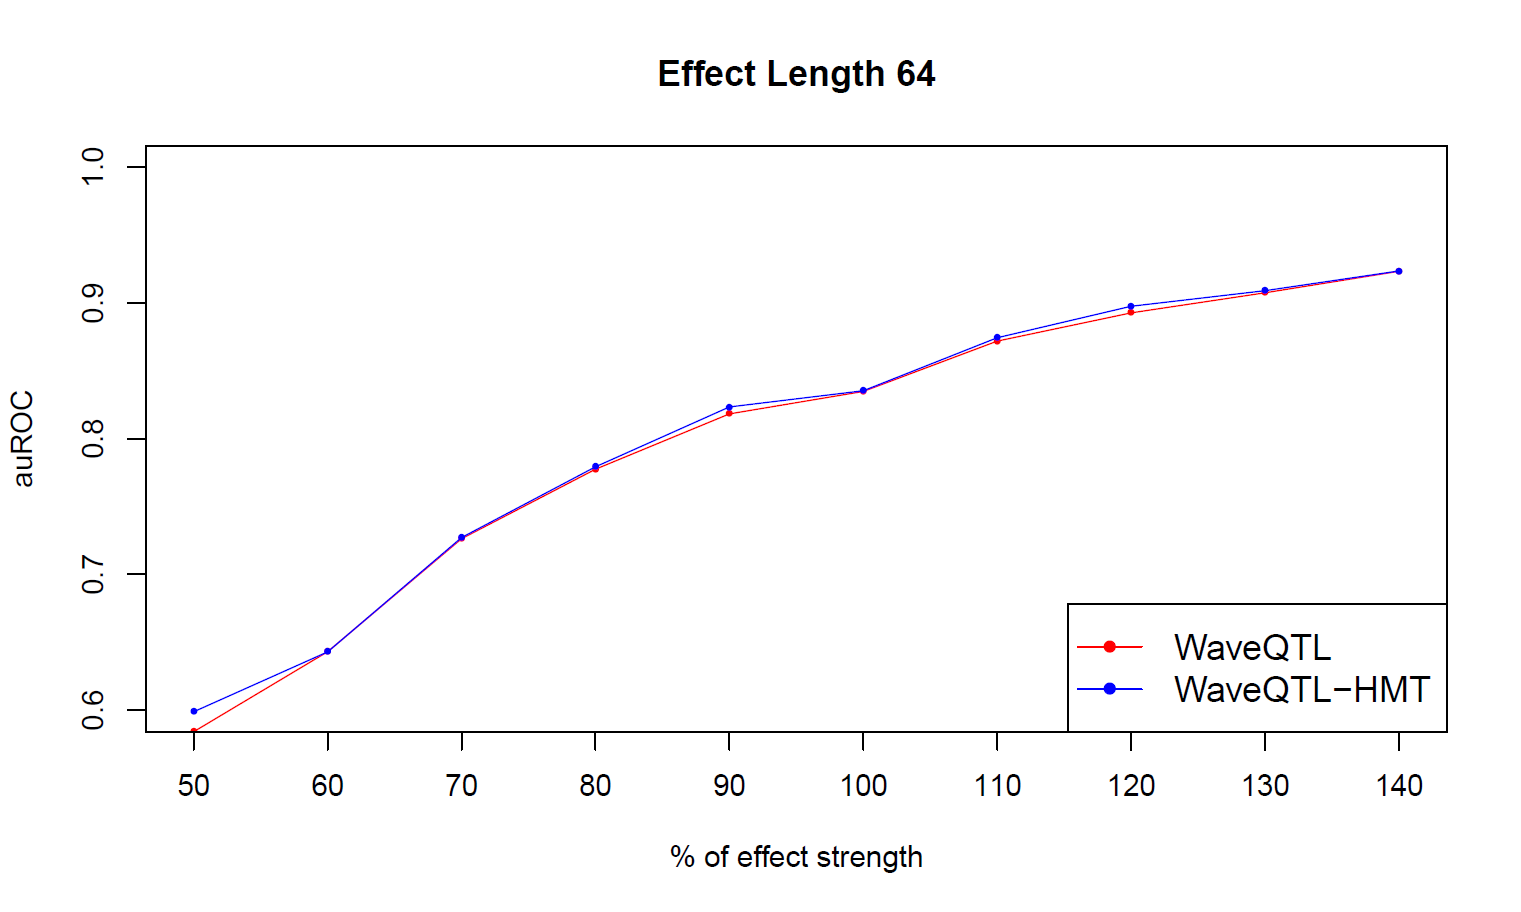 Effect Length 64
auROC
1.0
0.9
0.8
0.7
0.6
WaveQTL
WaveQTL−HMT
50 60 70 80 90 100 110 120 130 140
% of effect strength